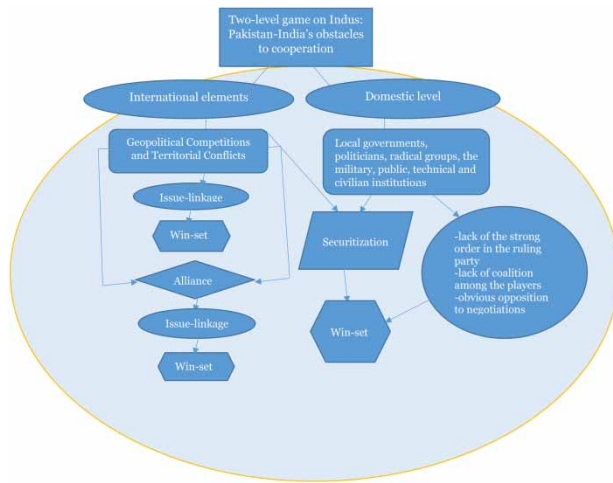 Two-level game on Indus:
Pakistan-India's obstacles
to cooperation
International elements
Domestic level
Geopolitical Competitions
and Territorial Conflicts
Local governments,
politicians, radical groups, the
military, public, technical and
civilian institutions
Issue-linkage
Win-set
Securitization
-lack of the strong
order in the ruling
party
-lack of coalition
among the players
-obvious opposition
to negotiations
Alliance
Issue-linkage
Win-set
Win-set